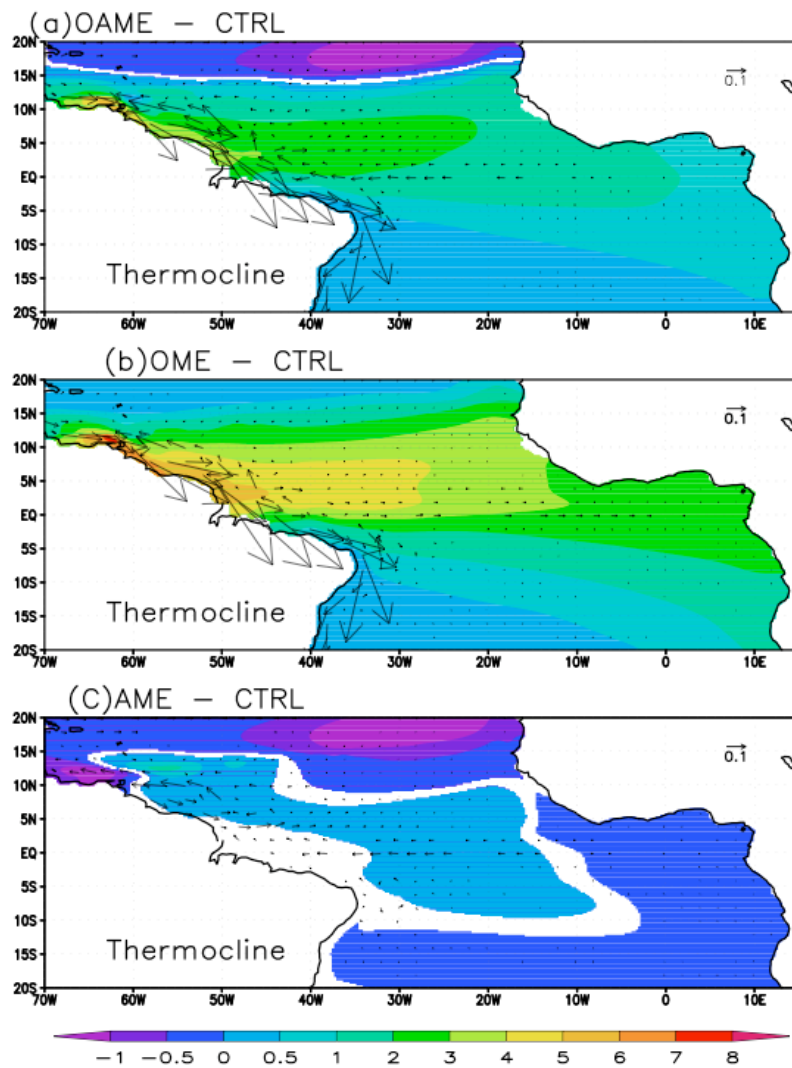 (a)OAME − CTRL
20N
15N
10N
5N
EQ
5S
10S
15S
20S
0.1
Thermocline
70W 60W 50W 40W 30W 20W 10W 0 10E
(b)OME − CTRL
20N
15N
10N
5N
EQ
5S
10S
15S
20S
0.1
Thermocline
70W 60W 50W 40W 30W 20W 10W 0 10E
(C)AME − CTRL
20N
15N
10N
5N
EQ
5S
10S
15S
20S
0.1
Thermocline
70W 60W 50W 40W 30W 20W 10W 0 10E
−1 −0.5 0 0.5 1 2 3 4 5 6 7 8